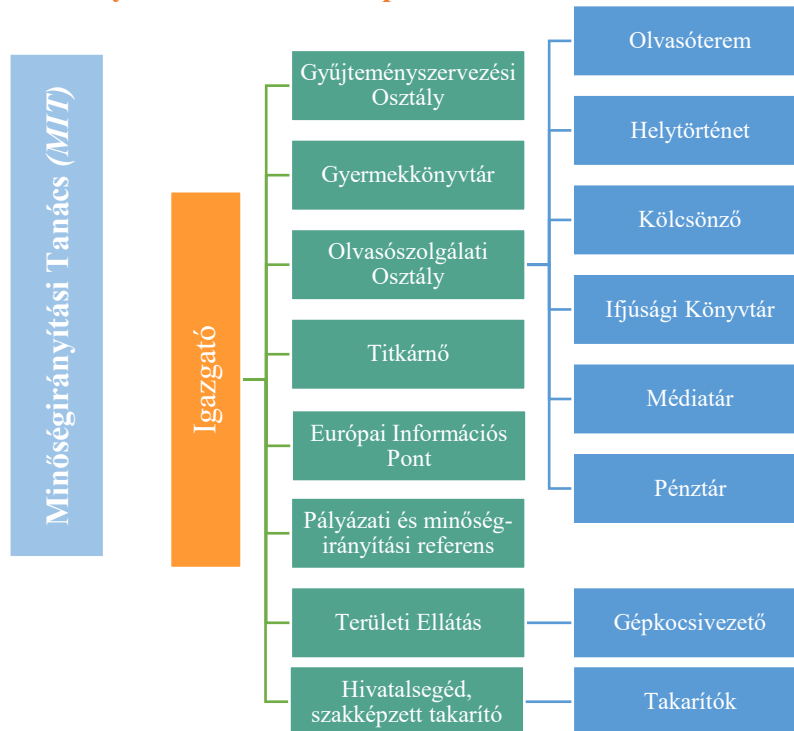 Minőségirányítási Tanács (MIT)
Igazgató
Gyűjteményszervezési
Osztály
Gyermekkönyvtár
Olvasószolgálati
Osztály
Titkárnő
Európai Információs
Pont
Pályázati és minőség-
irányítási referens
Területi Ellátás
Hivatalsegéd,
szakképzett takarító
Olvasóterem
Helytörténet
Kölcsönző
Ifjúsági Könyvtár
Médiatár
Pénztár
Gépkocsivezető
Takarítók